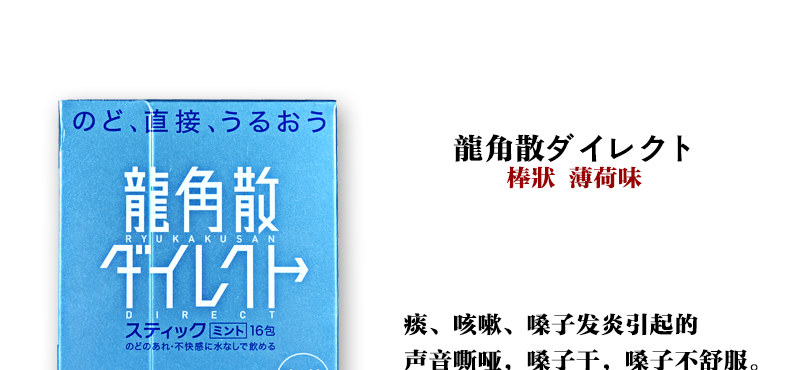 のど、直接、うるおう
龍角散
RYUKAKUSAN
ダイレクト
DIRECT
スティック ミント 16包
のどのあれ・不快感に水なしで飲める
龍角散ダイレクト
棒狀 薄荷味
痰、咳嗽、嗓子发炎引起的
声音嘶哑，嗓子干，嗓子不舒服。